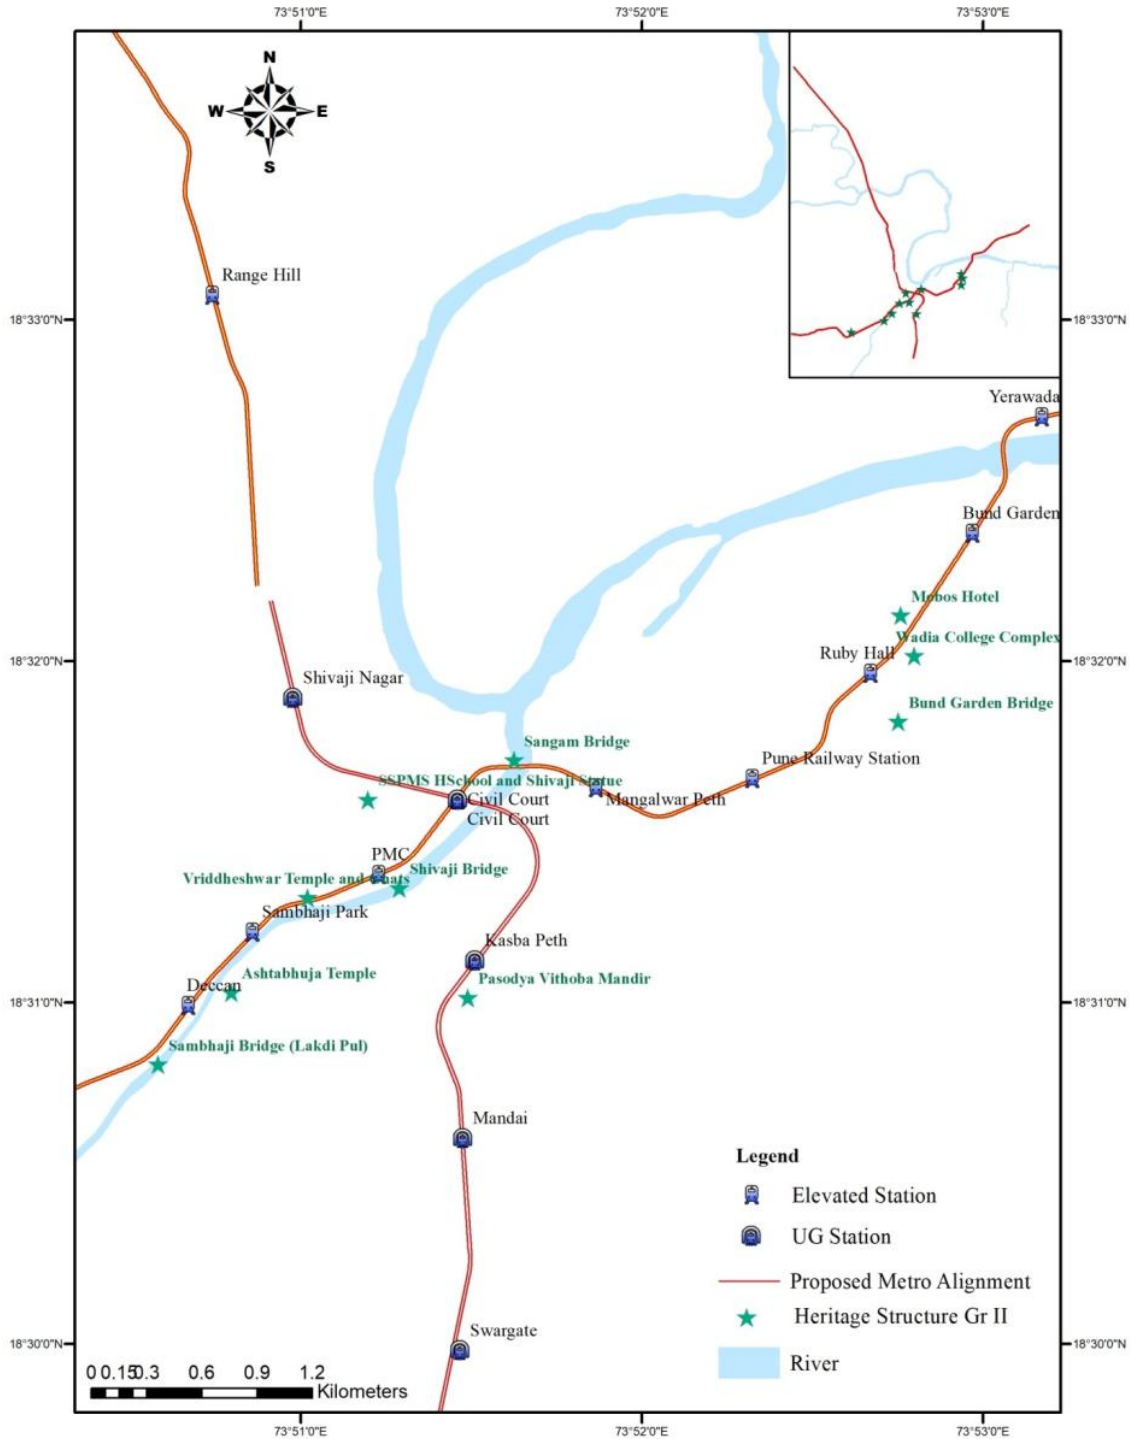 73°51'0"E
73°52'0"E
73°53'0"E
N
W
E
S
Range Hill
18°33'0"N
18°33'0"N
Yerawada
Bund Garden
Mobos Hotel
Wadia College Complex
Ruby Hall
18°32'0"N
18°32'0"N
Shivaji Nagar
Bund Garden Bridge
Sangam Bridge
Pune Railway Station
SSPMS HSchool and Shivaji Statue
Civil Court
Mangalwar Peth
Civil Court
PMC
Shivaji Bridge
Vriddheshwar Temple and Ghats
Sambhaji Park
Kasba Peth
Ashtabhuja Temple
Pasodya Vithoba Mandir
Deccan
18°31'0"N
18°31'0"N
Sambhaji Bridge (Lakdi Pul)
Mandai
Legend
Elevated Station
UG Station
Proposed Metro Alignment
Heritage Structure Gr II
River
Swargate
18°30'0"N
18°30'0"N
0 0.15 0.3 0.6 0.9 1.2
Kilometers
73°51'0"E
73°52'0"E
73°53'0"E